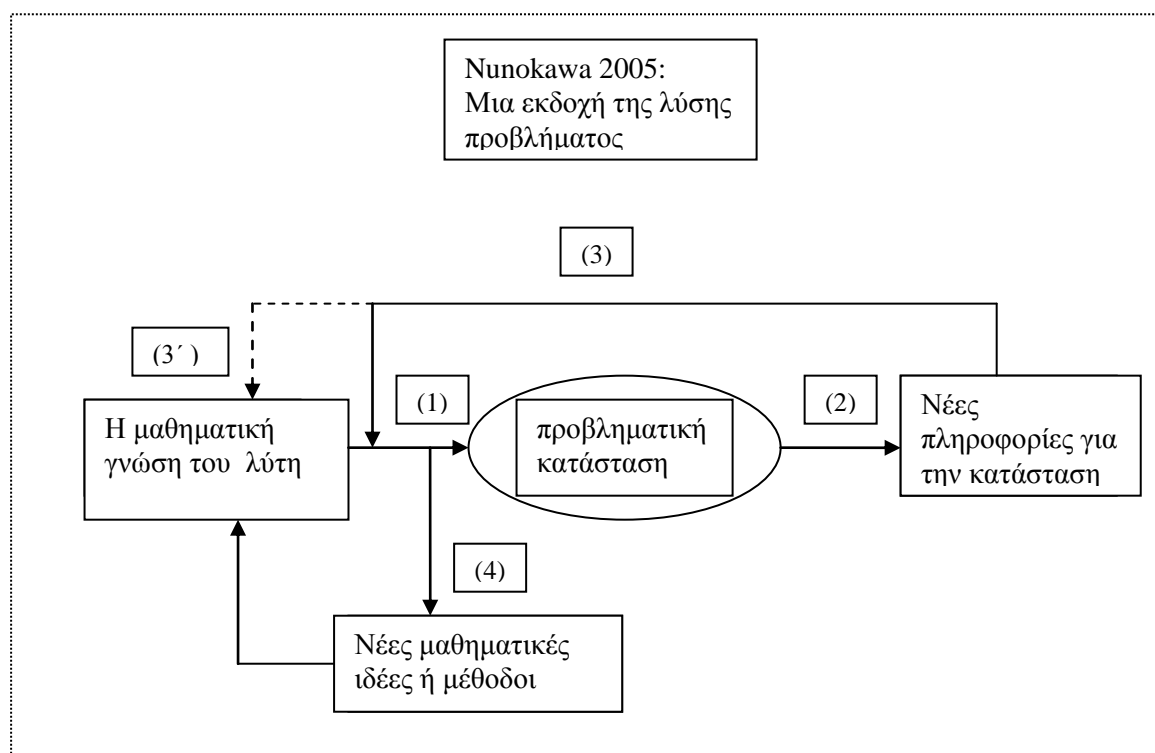 Nunokawa 2005:
Μια εκδοχή της λύσης
προβλήματος
(3)
(3΄ )
(1)
(2)
Η μαθηματική
γνώση του λύτη
προβληματική
κατάσταση
Νέες
πληροφορίες για
την κατάσταση
(4)
Νέες μαθηματικές
ιδέες ή μέθοδοι